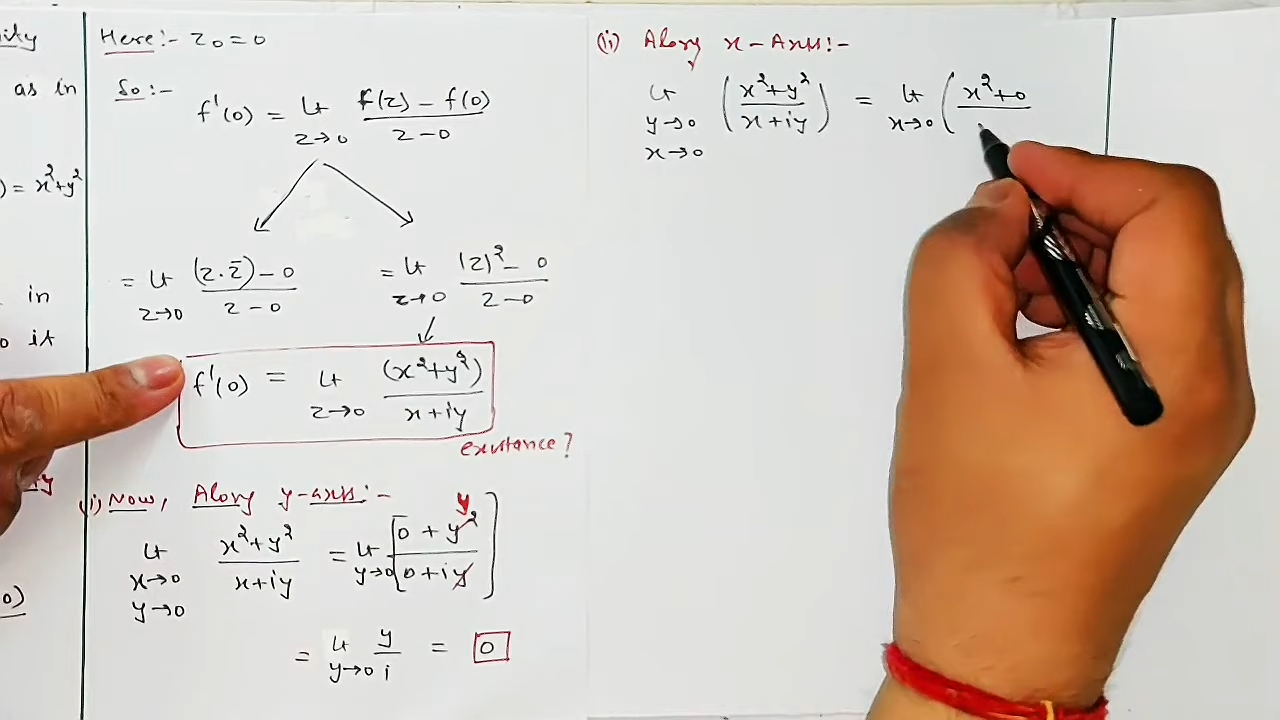 ity
as in
) = x²+y²
in
o it
ty
o)
Here:- z₀ = 0
So:-
f'(0) = Lt z→0 (f(z) - f(0))/(z - 0)
= Lt z→0 ((z·z̄) - 0)/(z - 0)
= Lt z→0 (|z|² - 0)/(z - 0)
f'(0) = Lt z→0 (x²+y²)/(x+iy)
existance?
(i) Now, Along y-axis:-
Lt x→0 y→0 (x²+y²)/(x+iy) = Lt y→0 [(0 + y²)/(0 + iy)]
y
= Lt y→0 y/i = 0
(ii) Along x-Axis:-
Lt y→0 x→0 ((x²+y²)/(x+iy)) = Lt x→0 (x²+0